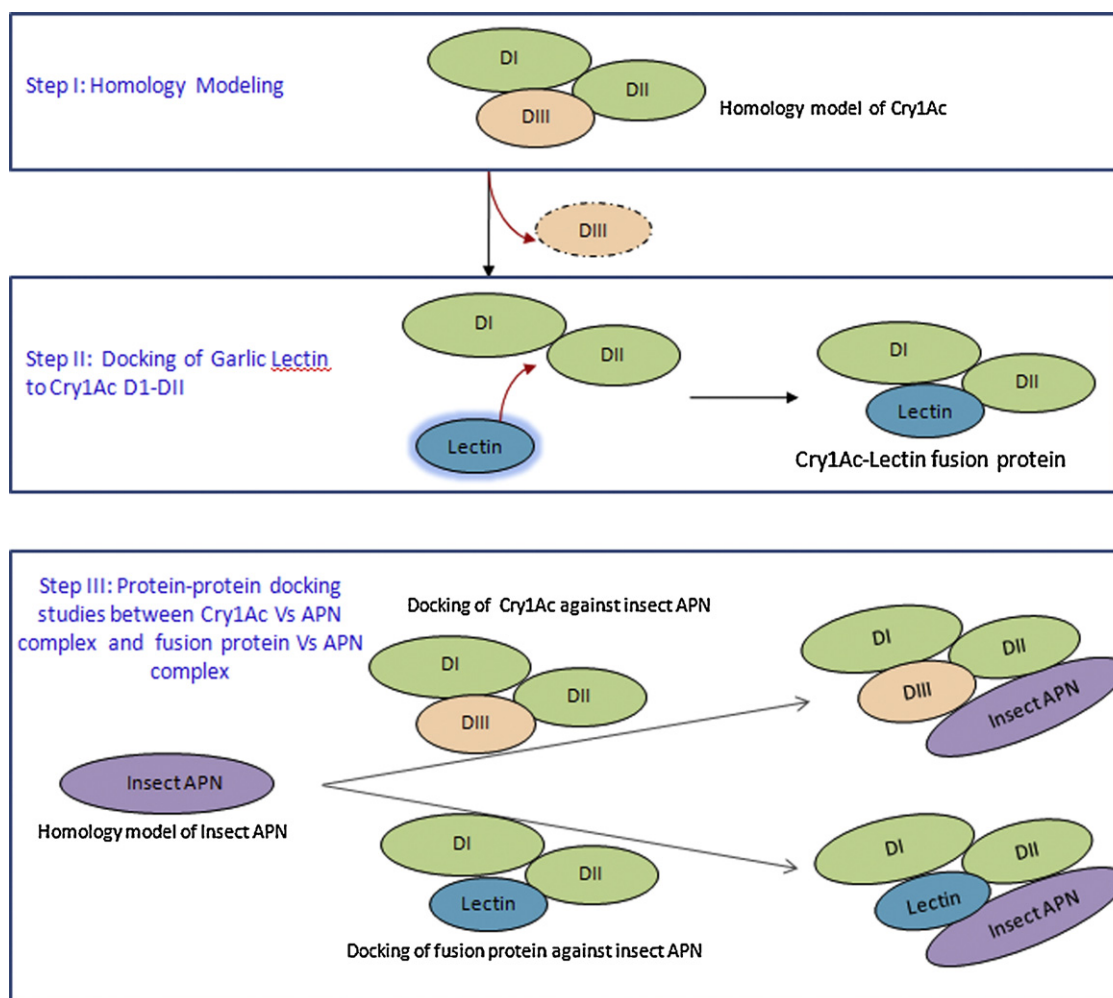 DI
Step I: Homology Modeling
DII
DIII
Homology model of Cry1Ac
DIII
DI
DI
Step II: Docking of Garlic Lectin
to Cry1Ac D1-DII
DII
DII
Lectin
Lectin
Cry1Ac-Lectin fusion protein
Step III: Protein-protein docking
studies between Cry1Ac Vs APN
complex and fusion protein Vs APN
complex
Docking of Cry1Ac against insect APN
DI
DII
DIII
DI
DII
DIII
Insect APN
Insect APN
Homology model of Insect APN
DI
DII
Lectin
DI
DII
Lectin
Insect APN
Docking of fusion protein against insect APN